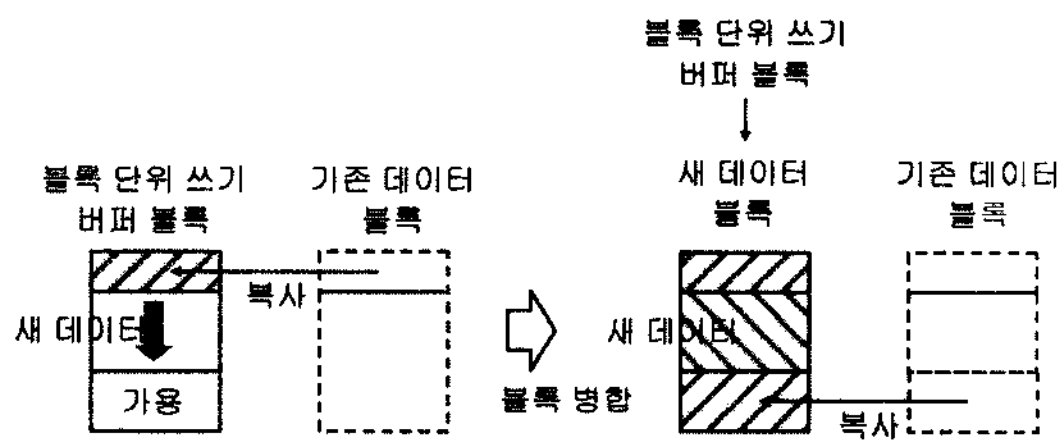 블록 단위 쓰기
버퍼 블록
기존 데이터
블록
복사
새 데이터
가용
블록 병합
블록 단위 쓰기
버퍼 블록
새 데이터
블록
기존 데이터
블록
새 데이터
복사